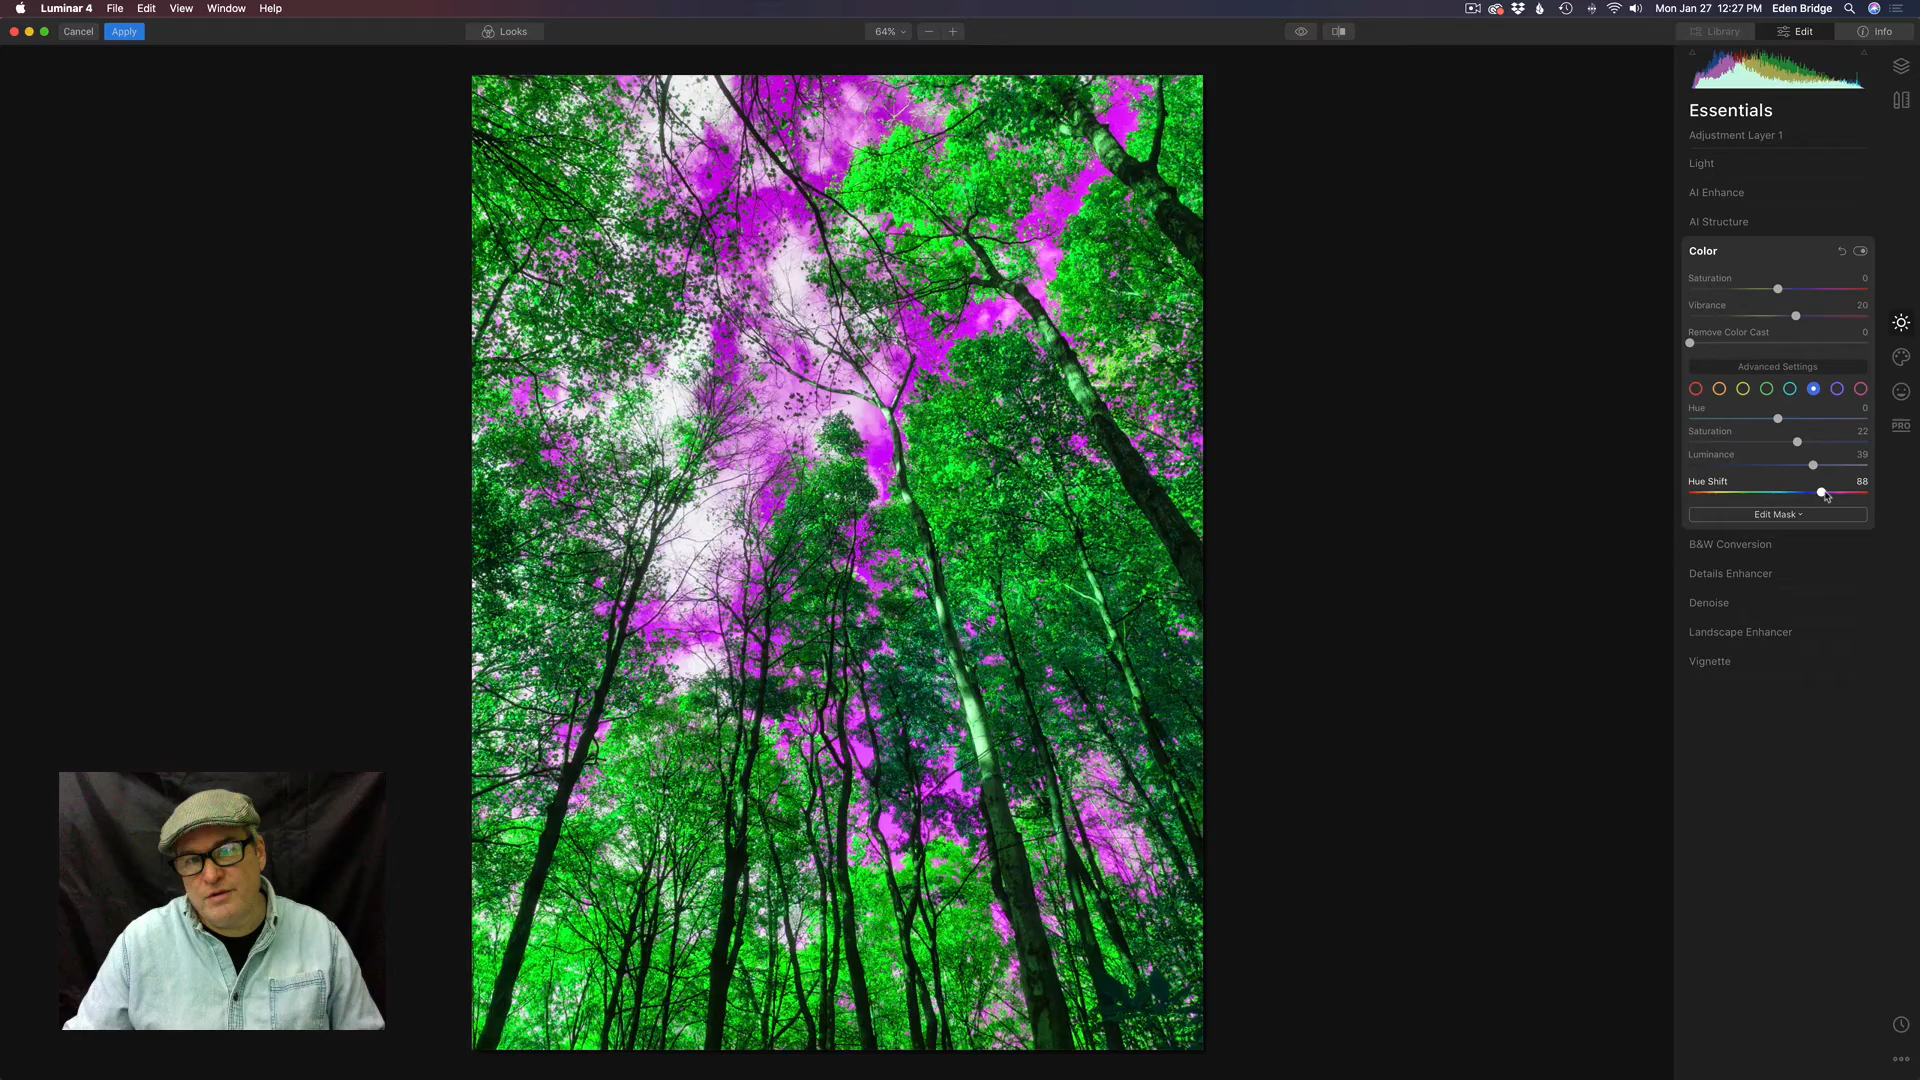 Luminar 4 File Edit View Window Help
Mon Jan 27 12:27 PM Eden Bridge
Cancel Apply Looks 64% Library Edit Info
Essentials
Adjustment Layer 1
Light
AI Enhance
AI Structure
Color
Saturation 0
Vibrance 20
Remove Color Cast 0
Advanced Settings
Hue 0
Saturation 22
Luminance 39
Hue Shift 88
Edit Mask
PRO
B&W Conversion
Details Enhancer
Denoise
Landscape Enhancer
Vignette